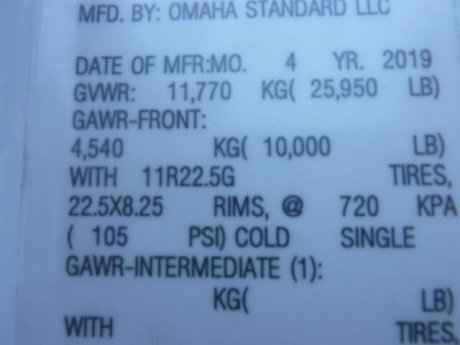 MFD. BY: OMAHA STANDARD LLC
DATE OF MFR:MO. 4 YR. 2019
GVWR: 11,770 KG( 25,950 LB)
GAWR-FRONT:
4,540 KG( 10,000 LB)
WITH 11R22.5G TIRES,
22.5X8.25 RIMS, @ 720 KPA
( 105 PSI) COLD SINGLE
GAWR-INTERMEDIATE (1):
KG( LB)
WITH TIRES,